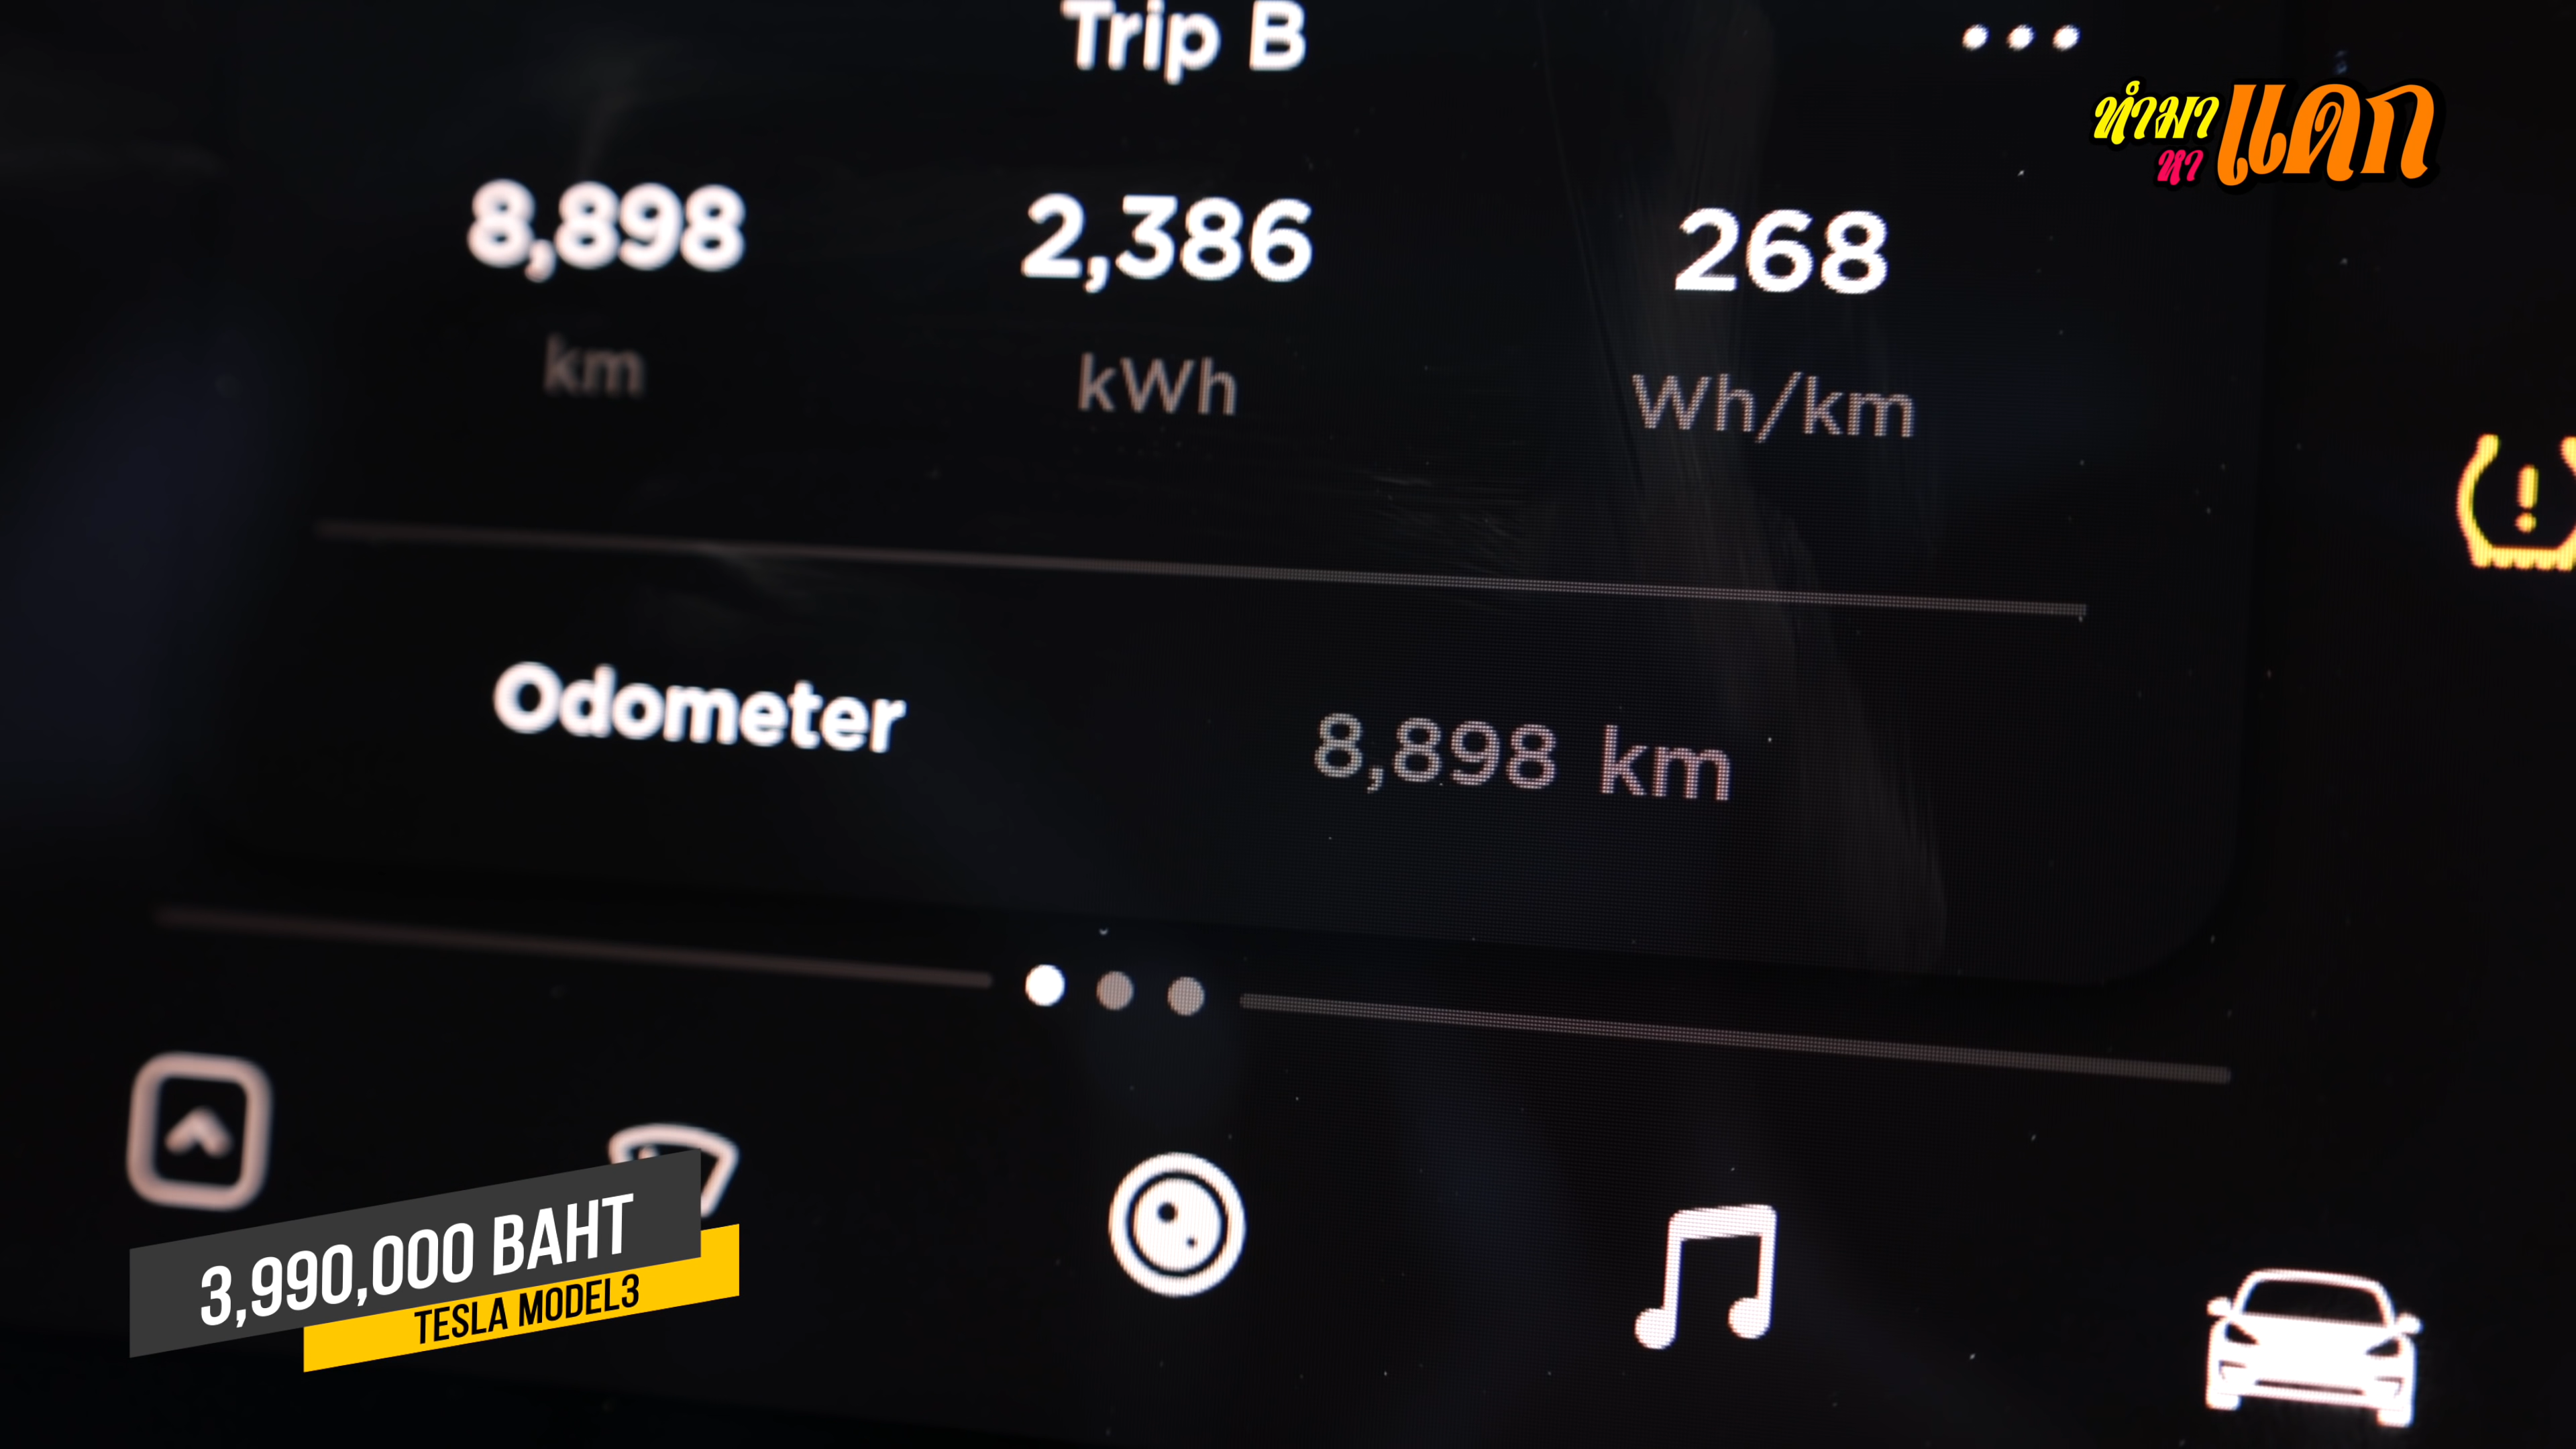 Trip B
ทำมา
หา
แดก
8,898
2,386
268
km
kWh
Wh/km
Odometer
8,898 km
3,990,000 BAHT
TESLA MODEL3